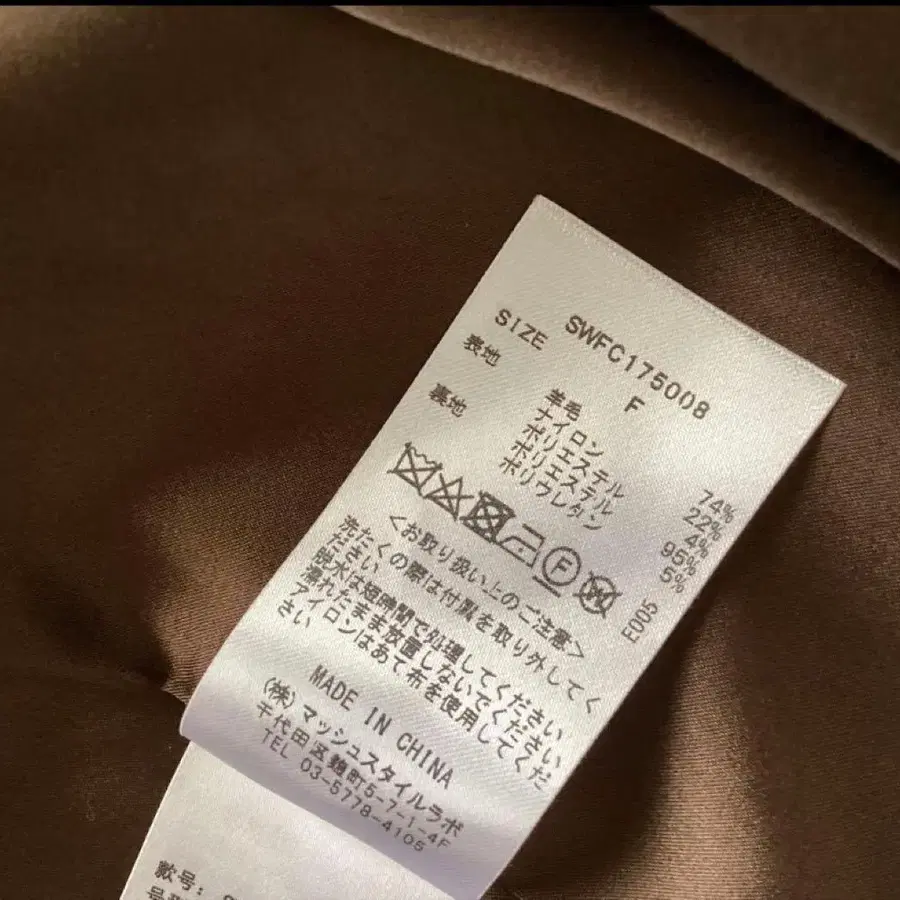 SWFC175008
SIZE F
表地 羊毛 74%
ナイロン 22%
ポリエステル 4%
裏地 ポリエステル 95%
ポリウレタン 5%
F
E005
<お取り扱い上のご注意>
洗たくの際は付属を取り外してく
ださい
脱水は短時間で処理してください
濡れたまま放置しないでください
アイロンはあて布を使用してくだ
さい
MADE IN CHINA
(株)マッシュスタイルラボ
千代田区麹町5-7-1-4F
TEL 03-5778-4105
款号: